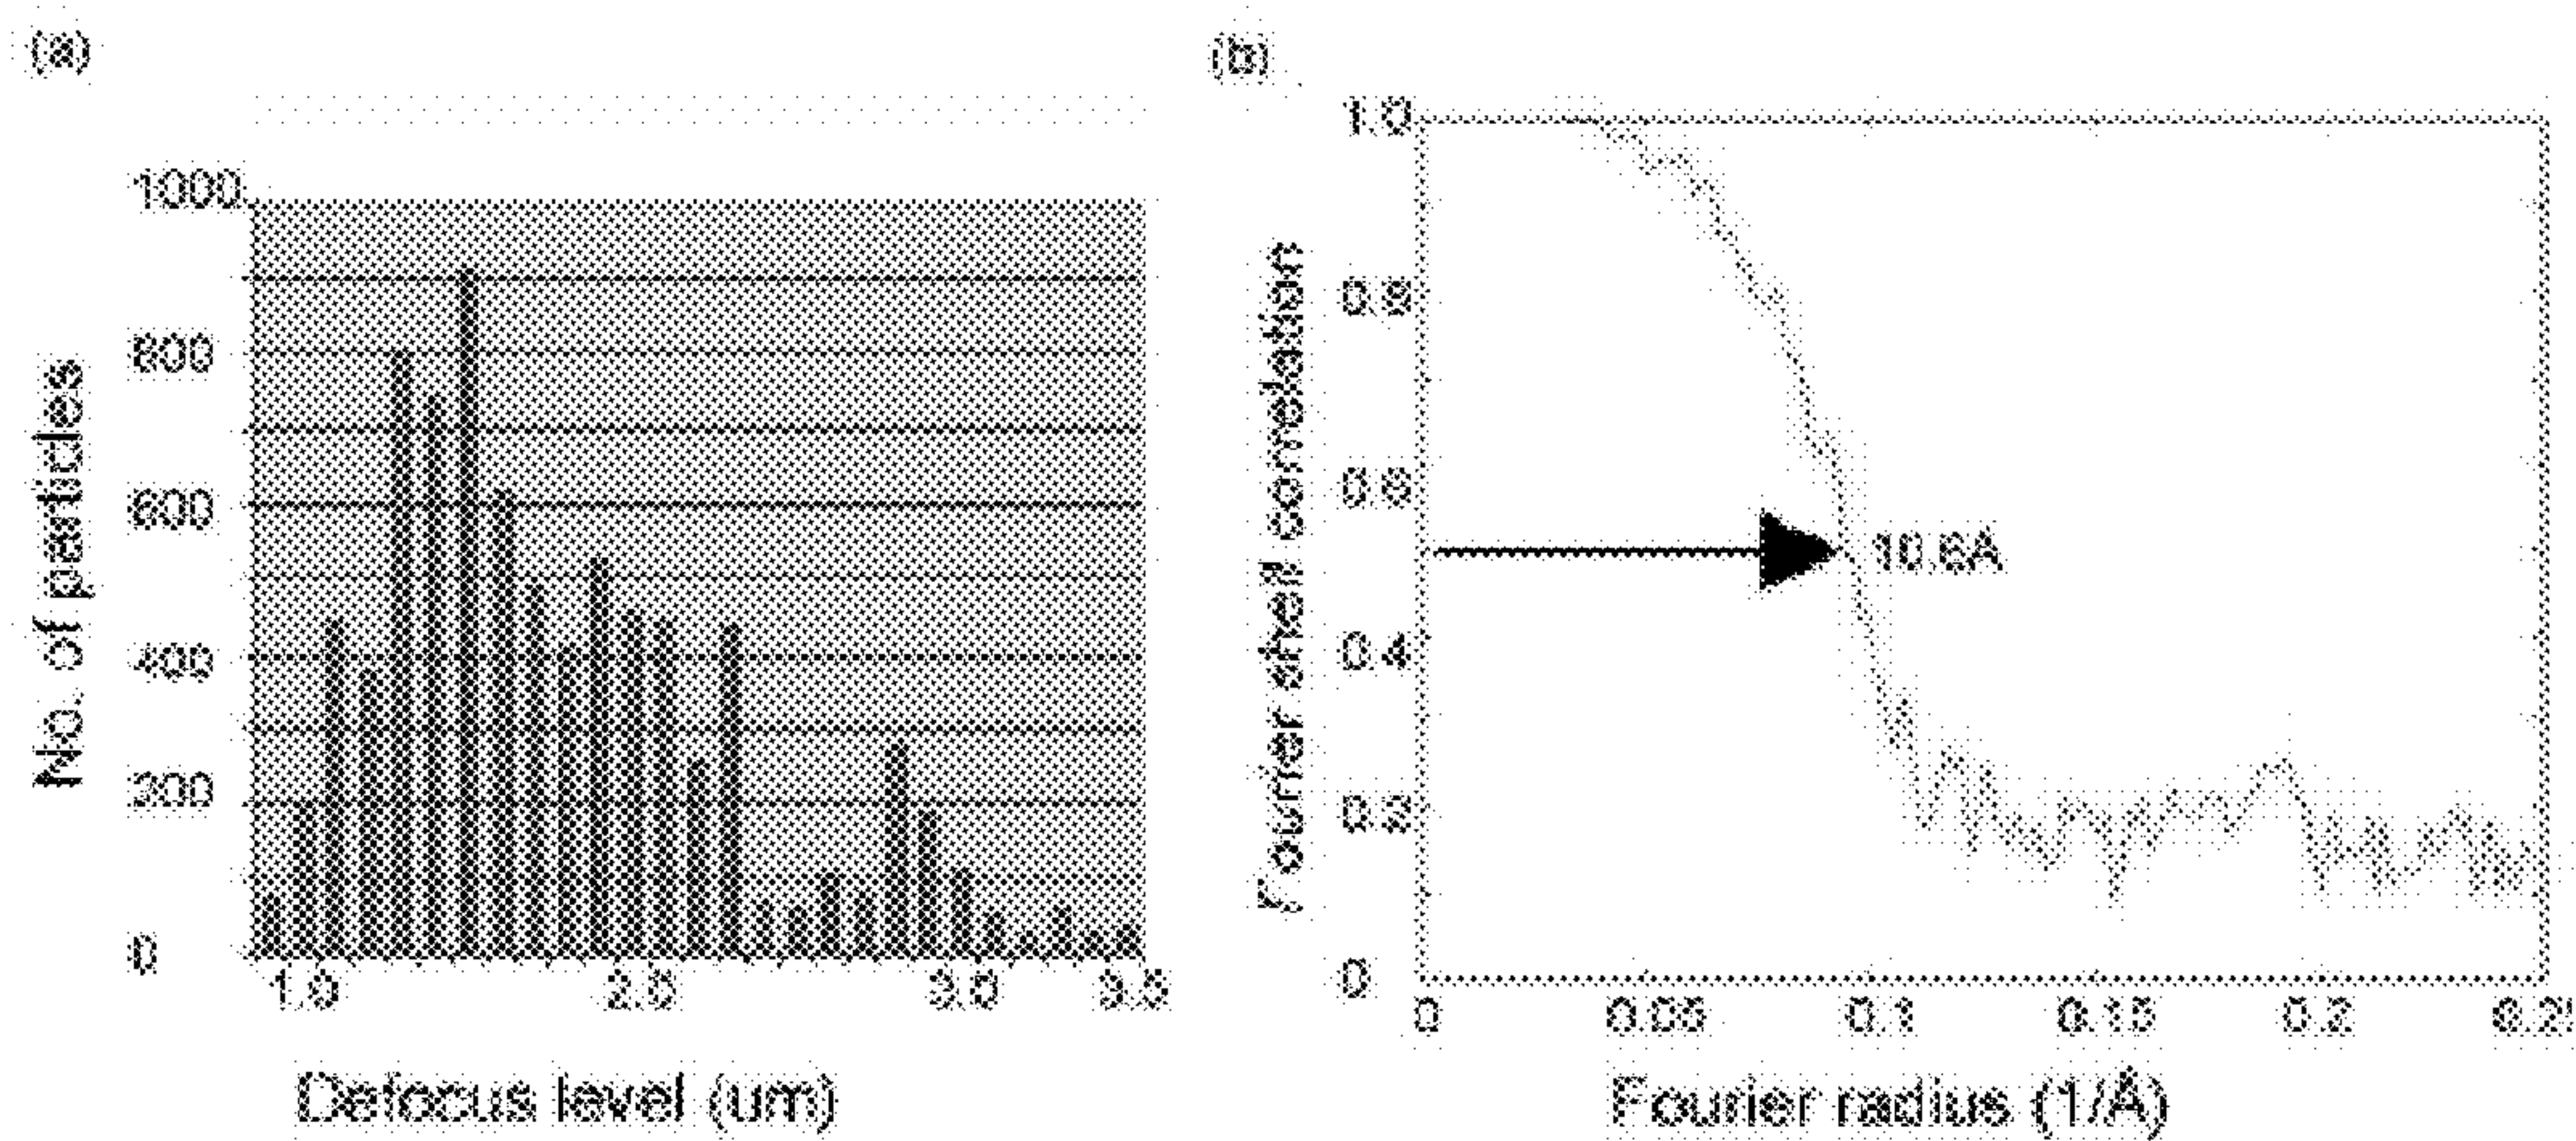 (a)
1000
800
600
400
200
0
No. of particles
1.0 2.0 3.0 3.5
Defocus level (um)
(b)
1.0
0.8
0.6
0.4
0.2
0
Fourier shell correlation
10.6Å
0 0.05 0.1 0.15 0.2
Fourier radius (1/Å)